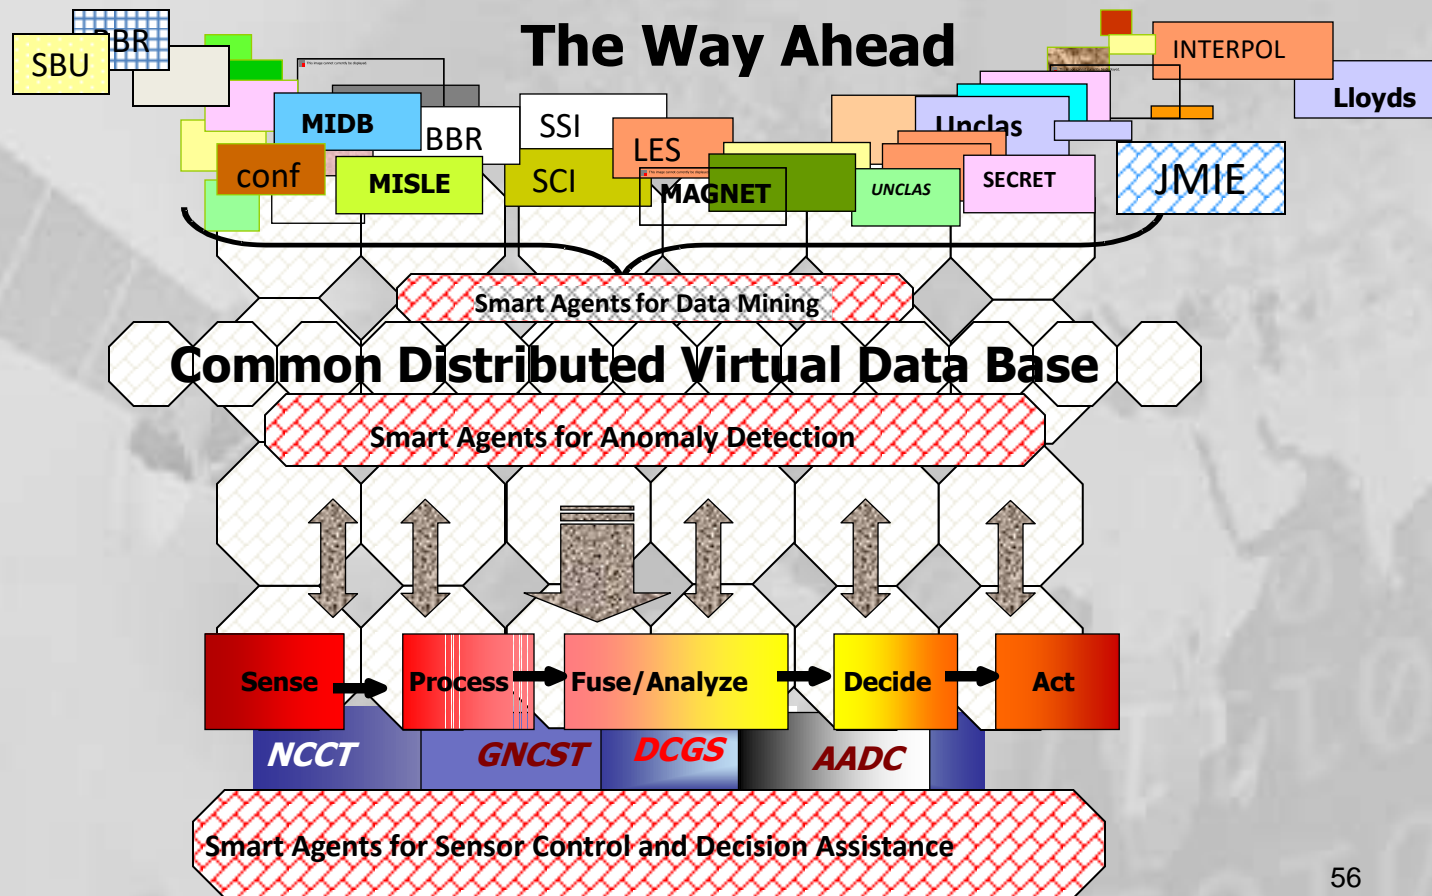 The Way Ahead
SBU
BBR
INTERPOL
Lloyds
MIDB
BBR
SSI
LES
Unclas
conf
MISLE
SCI
MAGNET
UNCLAS
SECRET
JMIE
Smart Agents for Data Mining
Common Distributed Virtual Data Base
Smart Agents for Anomaly Detection
Sense
Process
Fuse/Analyze
Decide
Act
NCCT
GNCST
DCGS
AADC
Smart Agents for Sensor Control and Decision Assistance
56